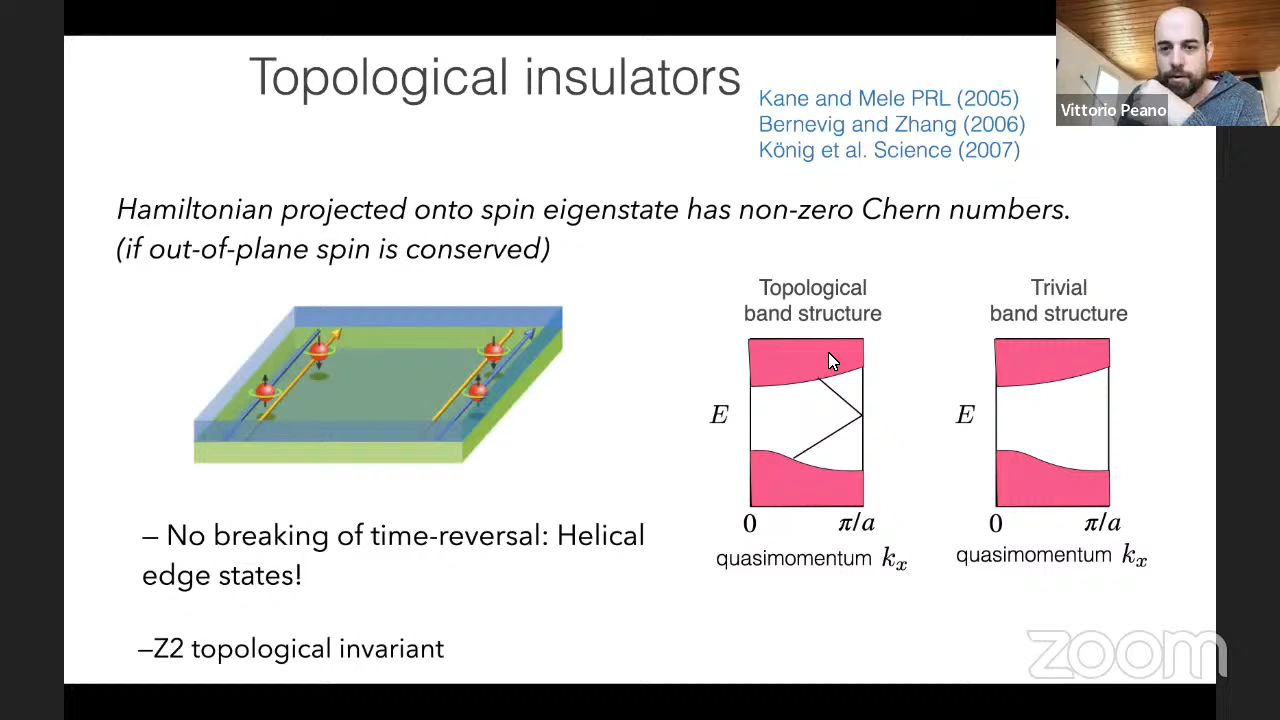 Topological insulators
Kane and Mele PRL (2005)
Bernevig and Zhang (2006)
König et al. Science (2007)
Vittorio Peano
Hamiltonian projected onto spin eigenstate has non-zero Chern numbers.
(if out-of-plane spin is conserved)
Topological
band structure
E
0
π/a
quasimomentum kₓ
Trivial
band structure
E
0
π/a
quasimomentum kₓ
– No breaking of time-reversal: Helical
edge states!
–Z2 topological invariant
zoom